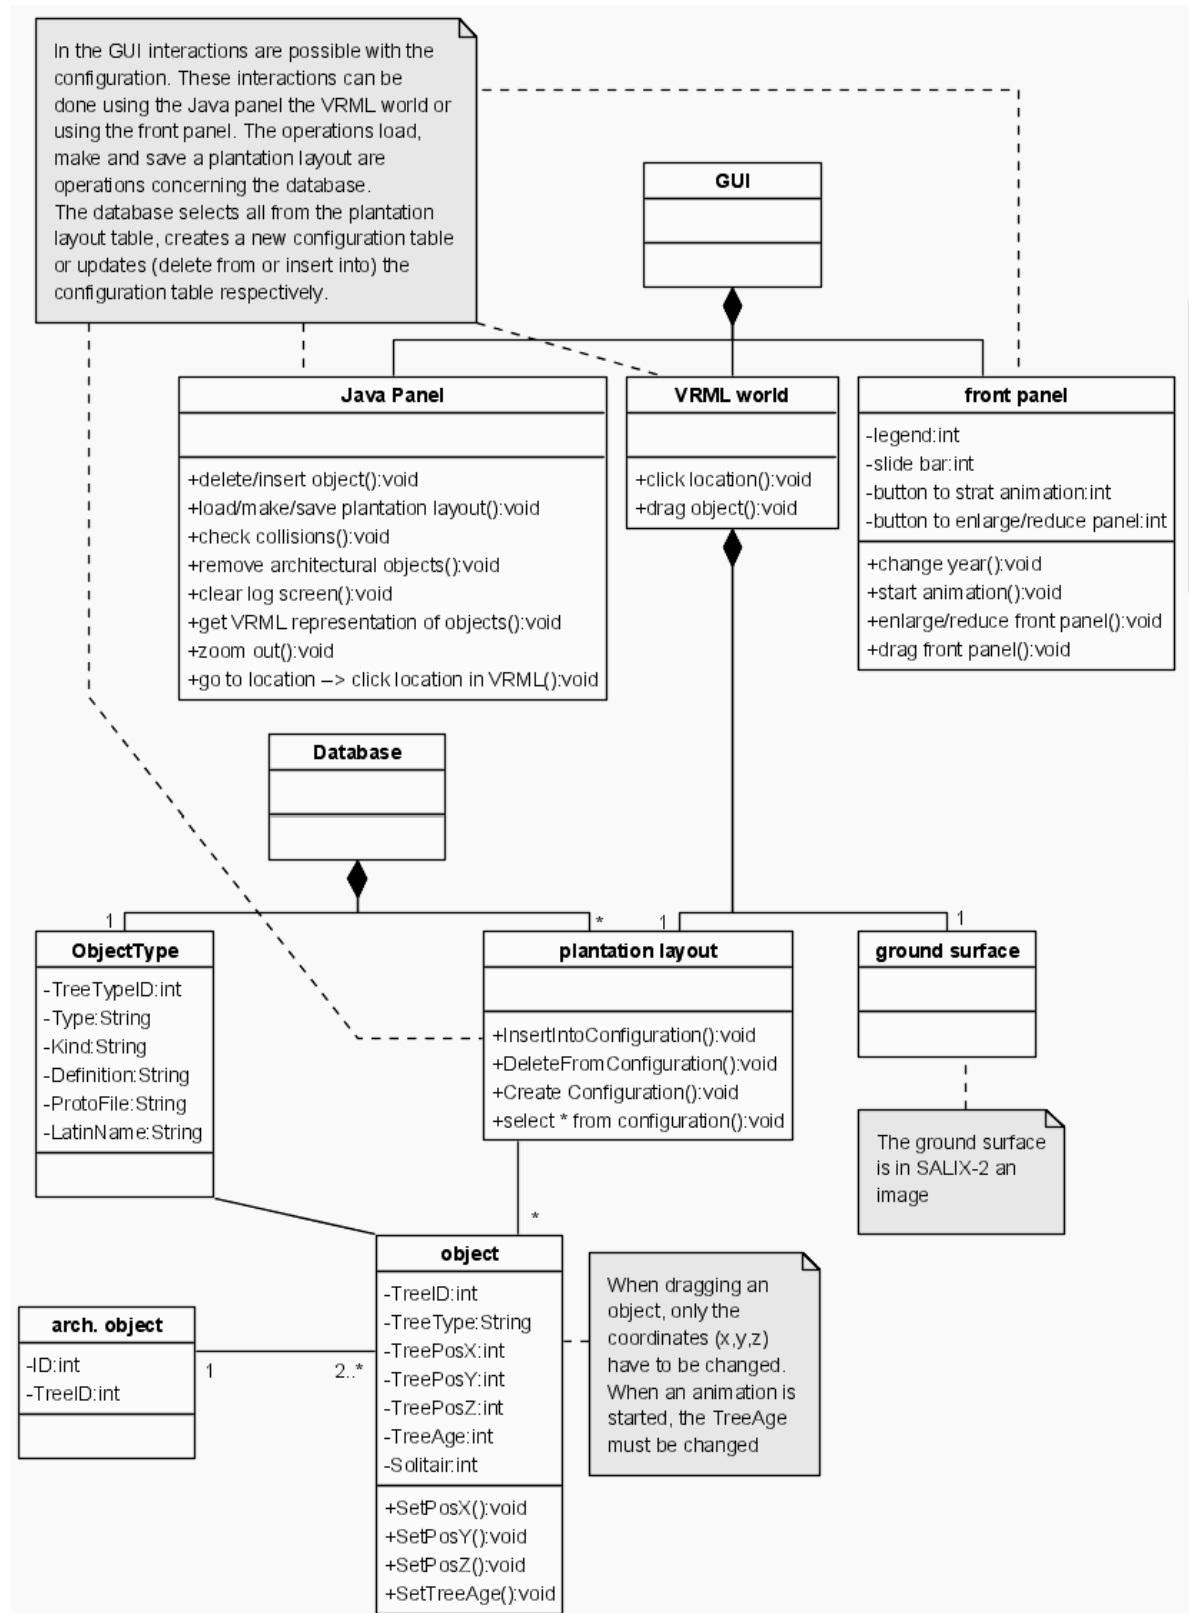 In the GUI interactions are possible with the
configuration. These interactions can be
done using the Java panel the VRML world or
using the front panel. The operations load,
make and save a plantation layout are
operations concerning the database.
The database selects all from the plantation
layout table, creates a new configuration table
or updates (delete from or insert into) the
configuration table respectively.
GUI
Java Panel
+delete/insert object():void
+load/make/save plantation layout():void
+check collisions():void
+remove architectural objects():void
+clear log screen():void
+get VRML representation of objects():void
+zoom out():void
+go to location --> click location in VRML():void
VRML world
+click location():void
+drag object():void
front panel
-legend:int
-slide bar:int
-button to strat animation:int
-button to enlarge/reduce panel:int
+change year():void
+start animation():void
+enlarge/reduce front panel():void
+drag front panel():void
Database
1
*
1
1
ObjectType
-TreeTypeID:int
-Type:String
-Kind:String
-Definition:String
-ProtoFile:String
-LatinName:String
plantation layout
+InsertIntoConfiguration():void
+DeleteFromConfiguration():void
+Create Configuration():void
+select * from configuration():void
ground surface
The ground surface
is in SALIX-2 an
image
*
object
-TreeID:int
-TreeType:String
-TreePosX:int
-TreePosY:int
-TreePosZ:int
-TreeAge:int
-Solitair:int
+SetPosX():void
+SetPosY():void
+SetPosZ():void
+SetTreeAge():void
arch. object
-ID:int
-TreeID:int
1
2..*
When dragging an
object, only the
coordinates (x,y,z)
have to be changed.
When an animation is
started, the TreeAge
must be changed